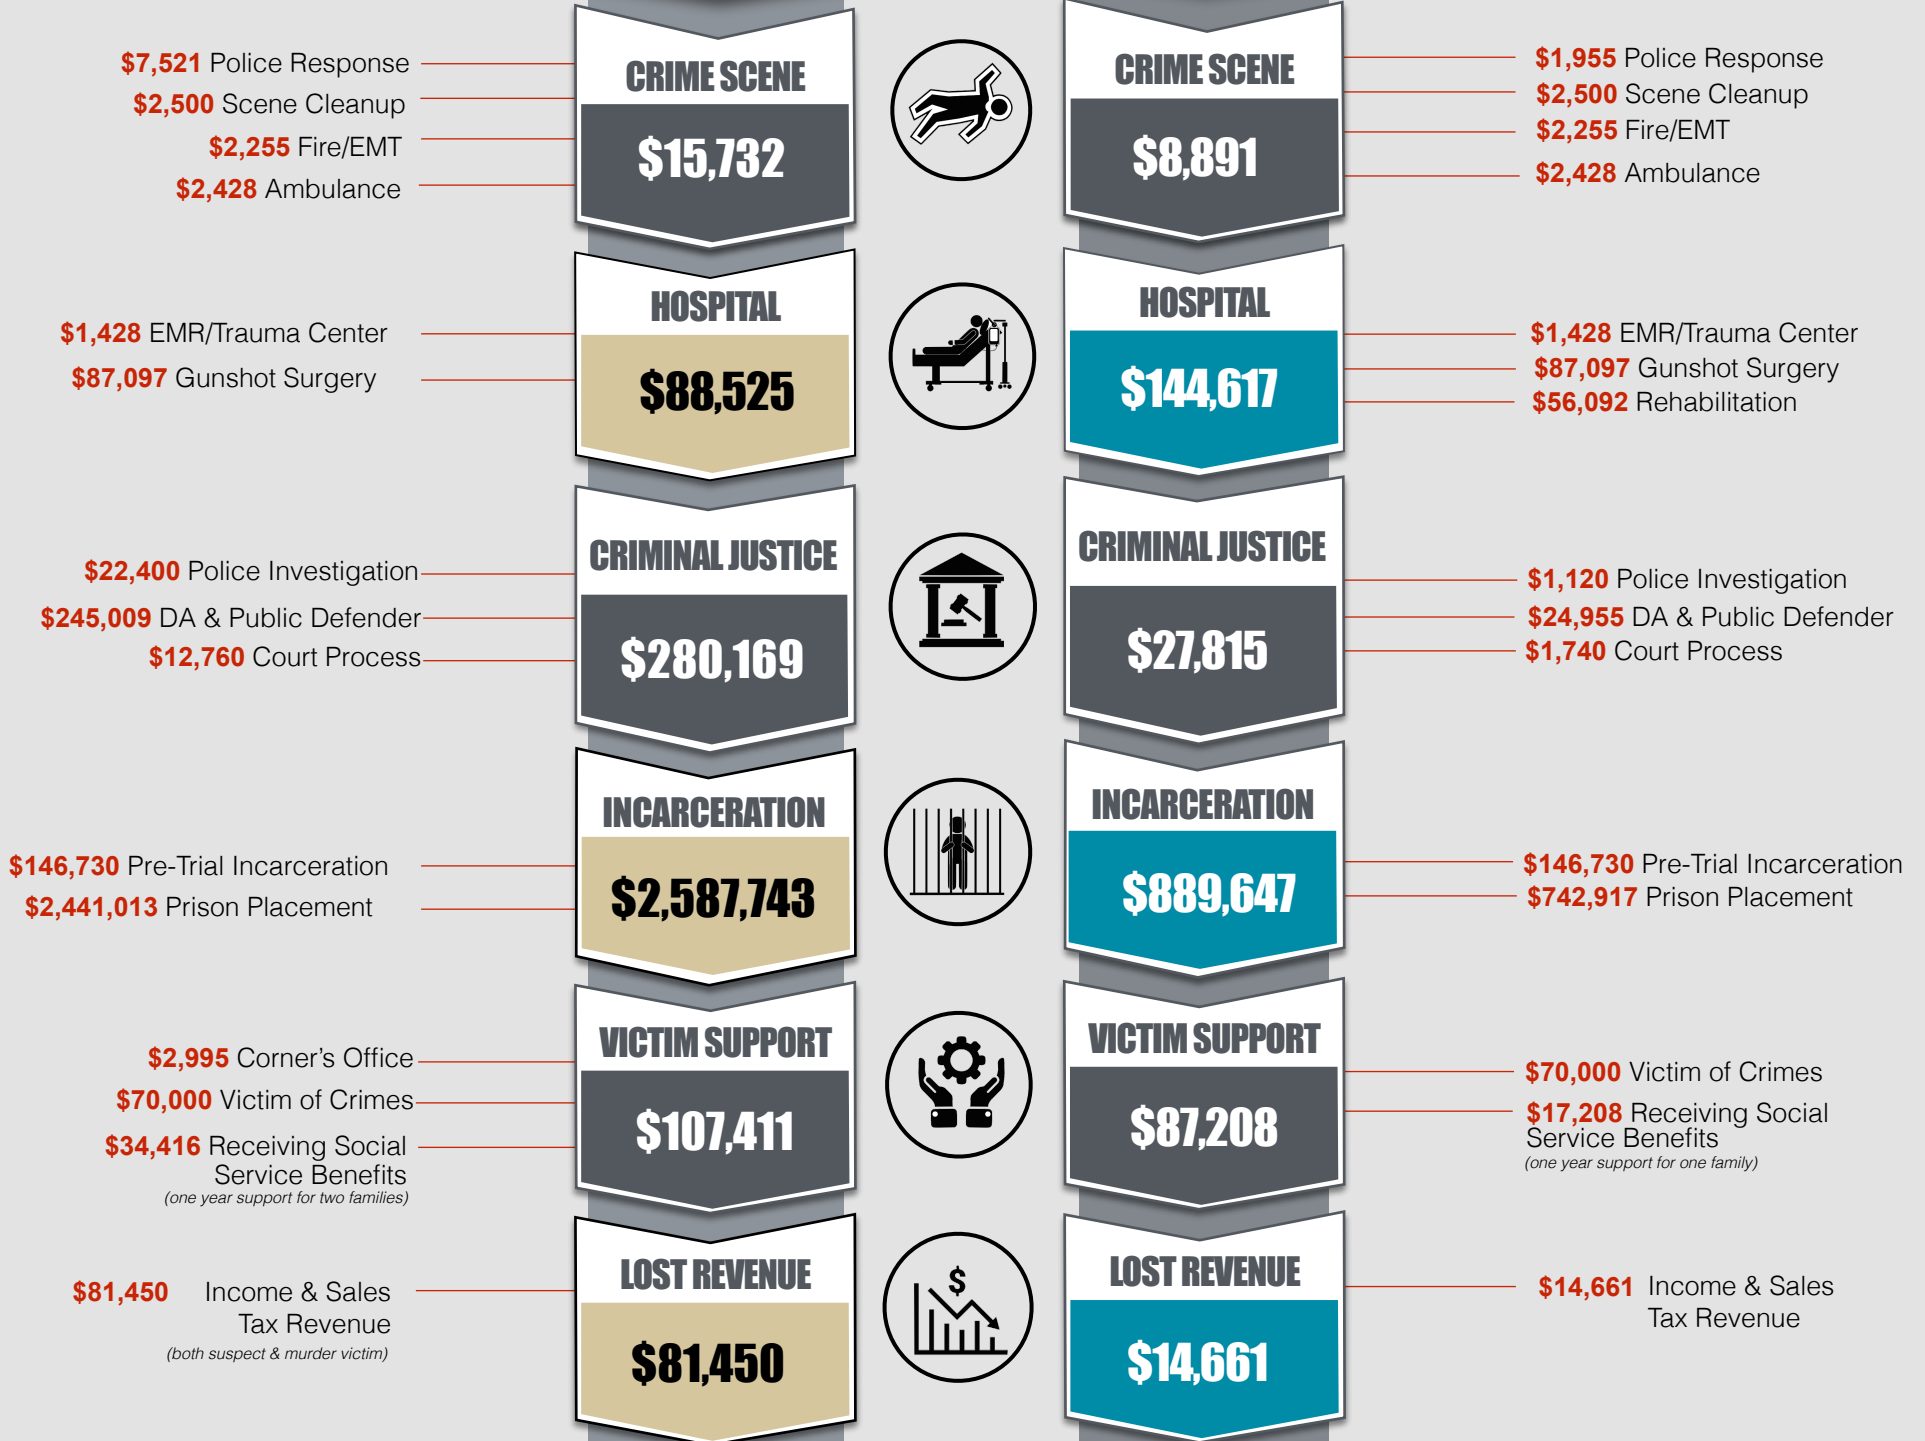 $7,521 Police Response
$2,500 Scene Cleanup
$2,255 Fire/EMT
$2,428 Ambulance
CRIME SCENE
$15,732
CRIME SCENE
$8,891
$1,955 Police Response
$2,500 Scene Cleanup
$2,255 Fire/EMT
$2,428 Ambulance
$1,428 EMR/Trauma Center
$87,097 Gunshot Surgery
HOSPITAL
$88,525
HOSPITAL
$144,617
$1,428 EMR/Trauma Center
$87,097 Gunshot Surgery
$56,092 Rehabilitation
$22,400 Police Investigation
$245,009 DA & Public Defender
$12,760 Court Process
CRIMINAL JUSTICE
$280,169
CRIMINAL JUSTICE
$27,815
$1,120 Police Investigation
$24,955 DA & Public Defender
$1,740 Court Process
$146,730 Pre-Trial Incarceration
$2,441,013 Prison Placement
INCARCERATION
$2,587,743
INCARCERATION
$889,647
$146,730 Pre-Trial Incarceration
$742,917 Prison Placement
$2,995 Corner's Office
$70,000 Victim of Crimes
$34,416 Receiving Social
Service Benefits
(one year support for two families)
VICTIM SUPPORT
$107,411
VICTIM SUPPORT
$87,208
$70,000 Victim of Crimes
$17,208 Receiving Social
Service Benefits
(one year support for one family)
$81,450 Income & Sales
Tax Revenue
(both suspect & murder victim)
LOST REVENUE
$81,450
$
LOST REVENUE
$14,661
$14,661 Income & Sales
Tax Revenue